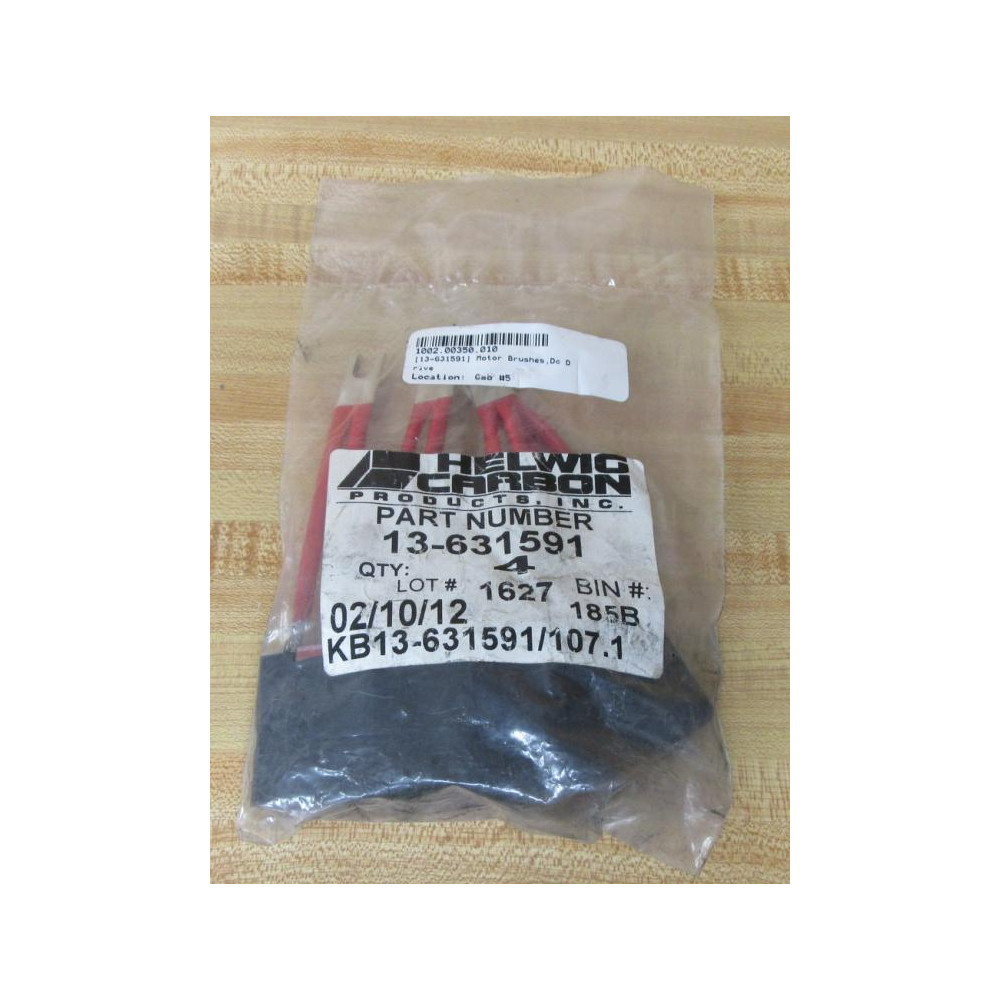 1002.00350.010
[13-631591] Motor Brushes,Dc D
rive
Location: Cab #5
HELWIG
CARBON
PRODUCTS, INC.
PART NUMBER
13-631591
QTY: 4
LOT # 1627 BIN #:
02/10/12 185B
KB13-631591/107.1